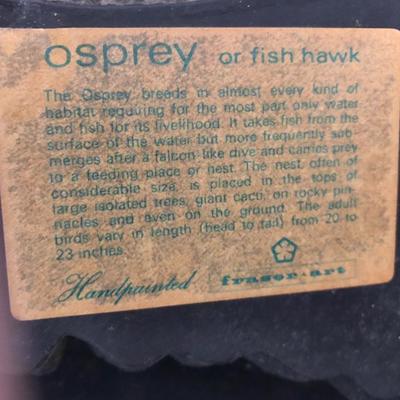 osprey or fish hawk
The Osprey breeds in almost every kind of
habitat requiring for the most part only water
and fish for its livelihood. It takes fish from the
surface of the water but more frequently sub-
merges after a falcon-like dive and carries prey
to a feeding place or nest. The nest, often of
considerable size, is placed in the tops of
large isolated trees, giant cacti, on rocky pin-
nacles, and even on the ground. The adult
birds vary in length (head to tail) from 20 to
23 inches.
Handpainted fraser-art